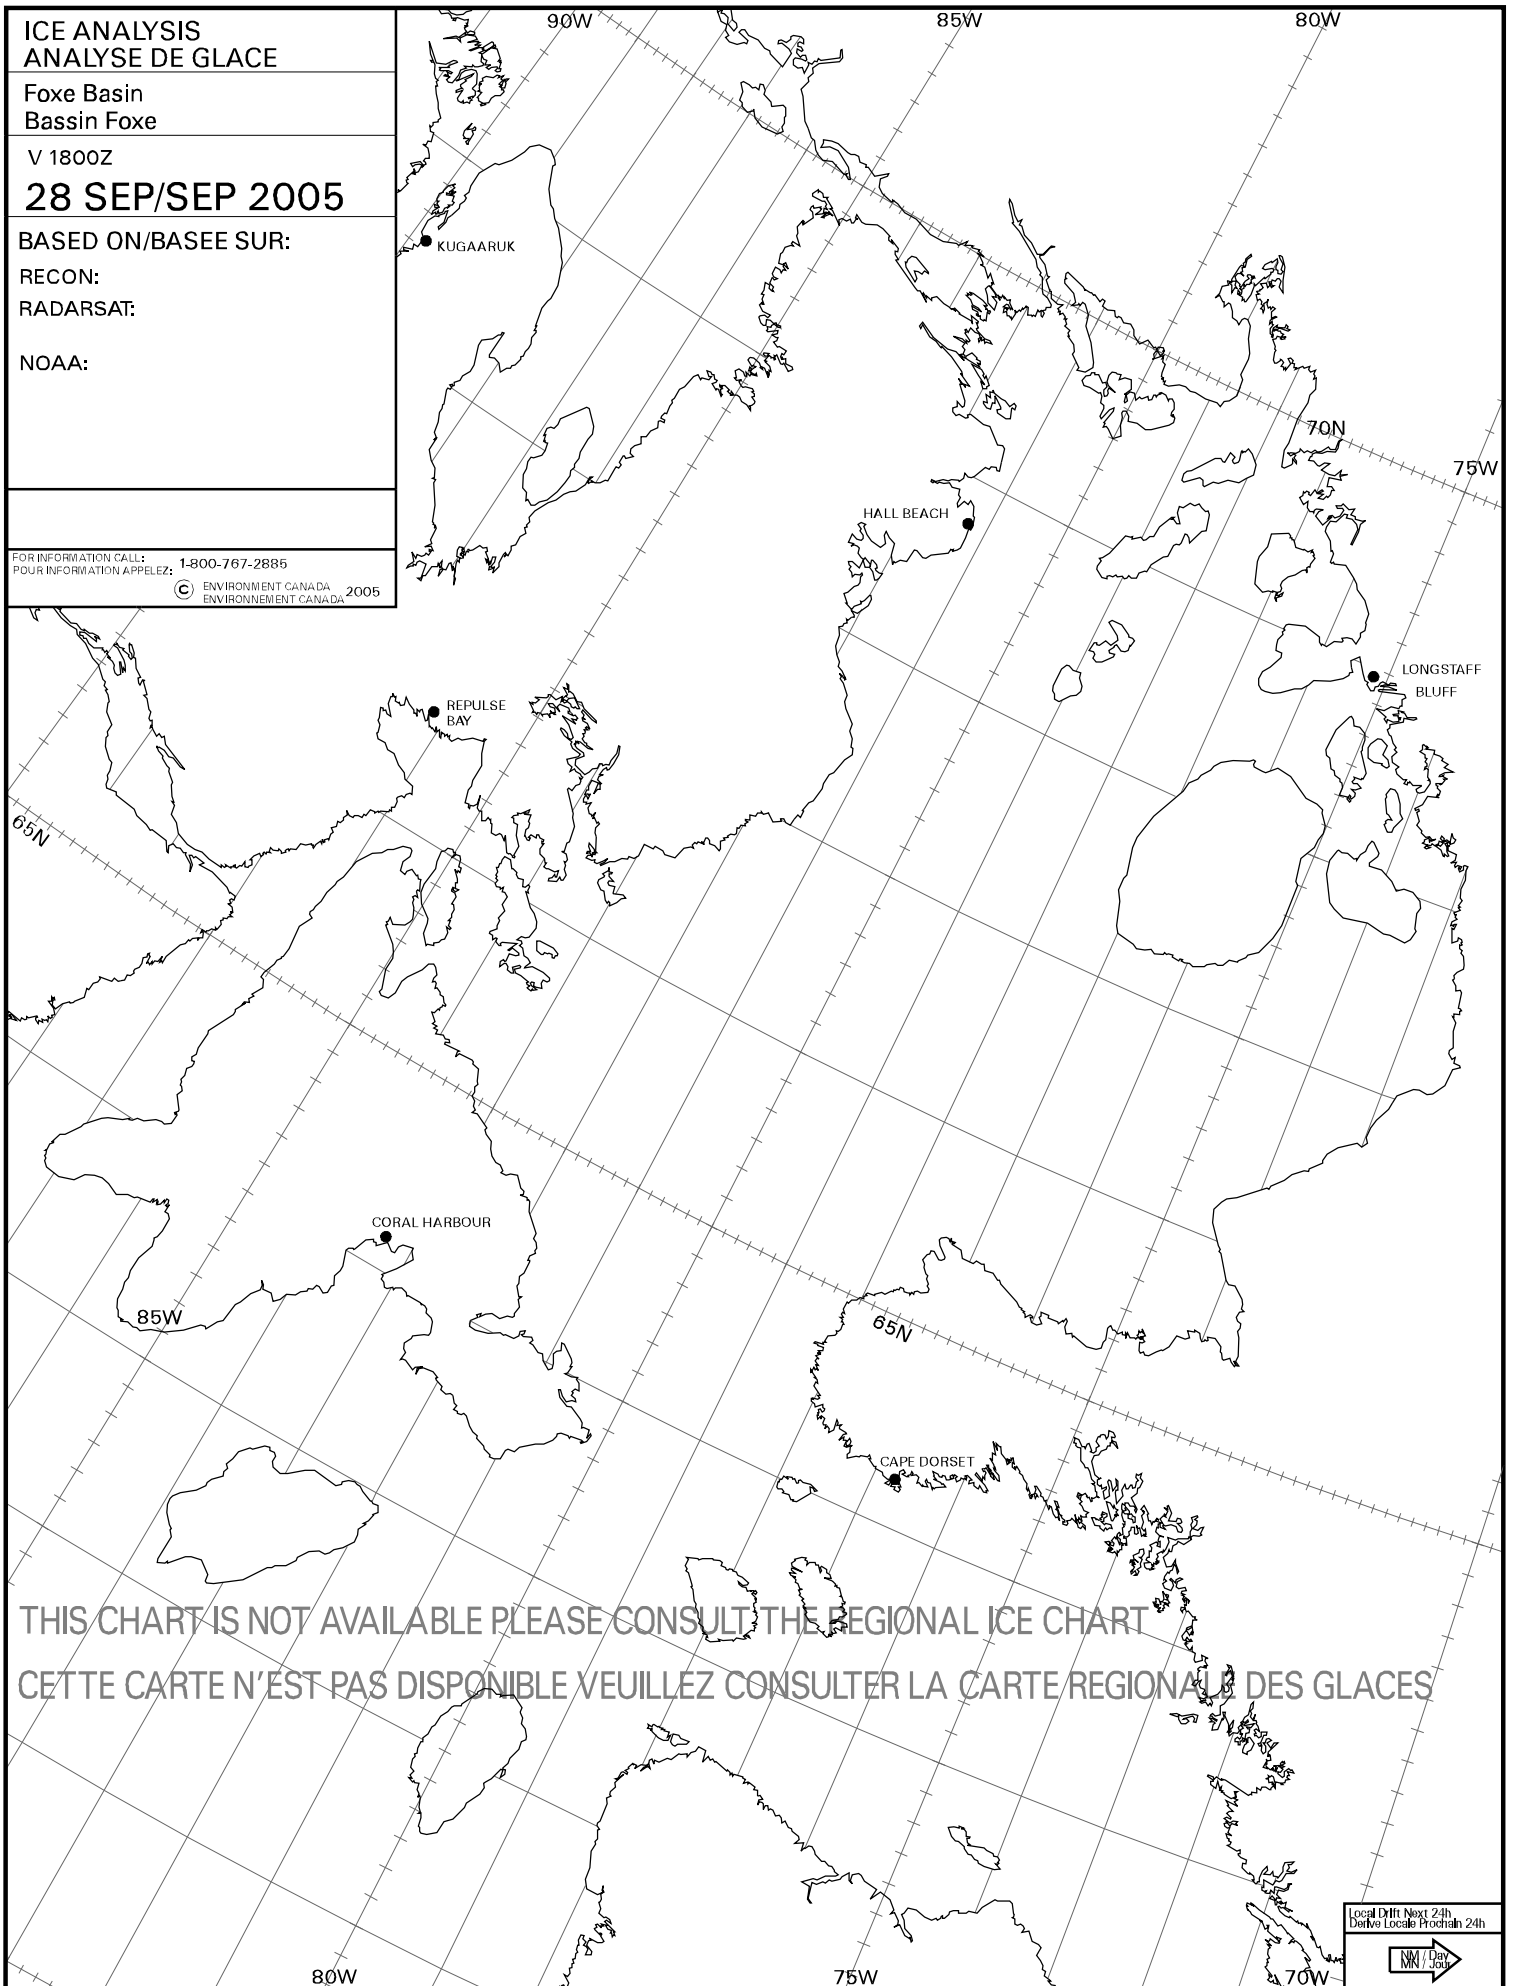 ICE ANALYSIS
ANALYSE DE GLACE
Foxe Basin
Bassin Foxe
V 1800Z
28 SEP/SEP 2005
BASED ON/BASEE SUR:
RECON:
RADARSAT:
NOAA:
FOR INFORMATION CALL:
POUR INFORMATION APPELEZ: 1-800-767-2885
© ENVIRONMENT CANADA
ENVIRONNEMENT CANADA 2005
90W
85W
80W
KUGAARUK
70N
75W
HALL BEACH
LONGSTAFF
BLUFF
REPULSE
BAY
65N
CORAL HARBOUR
85W
65N
CAPE DORSET
THIS CHART IS NOT AVAILABLE PLEASE CONSULT THE REGIONAL ICE CHART
CETTE CARTE N'EST PAS DISPONIBLE VEUILLEZ CONSULTER LA CARTE REGIONALE DES GLACES
Local Drift Next 24h
Derive Locale Prochain 24h
NM / Day
MN / Jour
80W
75W
70W